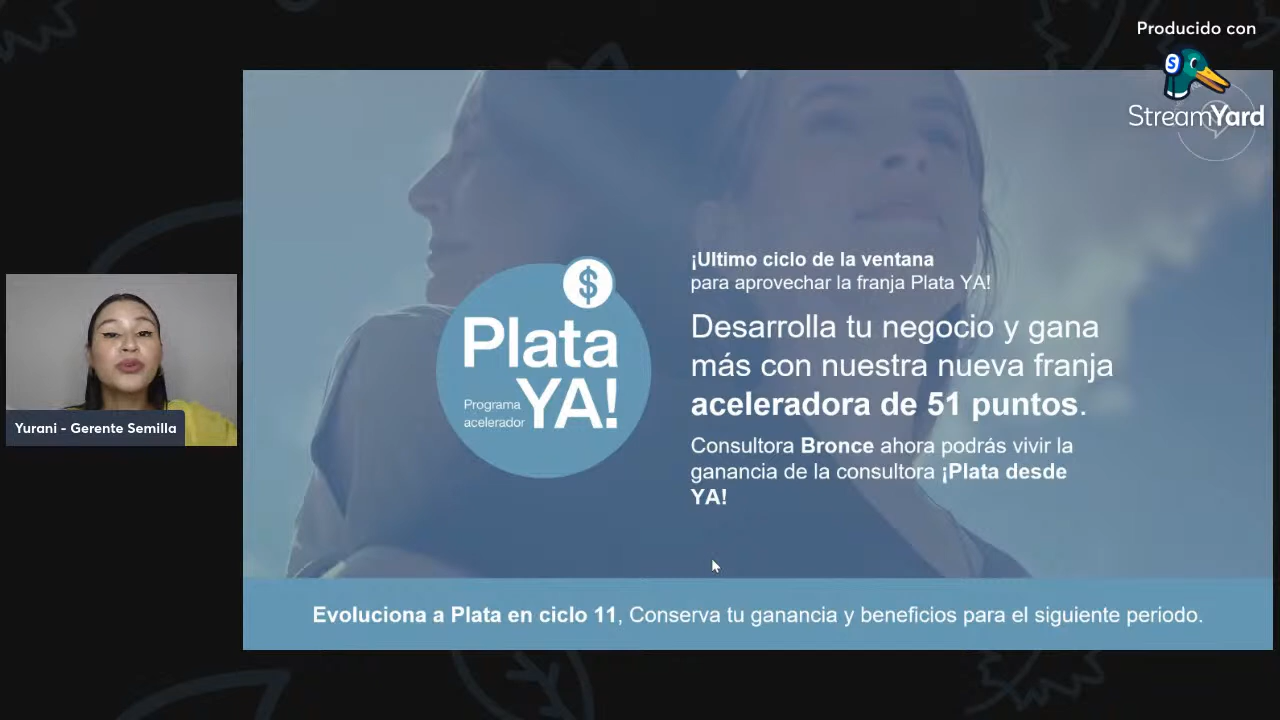 Producido con
StreamYard
S
¡Ultimo ciclo de la ventana
para aprovechar la franja Plata YA!
$
Plata
YA!
Programa
acelerador
Desarrolla tu negocio y gana
más con nuestra nueva franja
aceleradora de 51 puntos.
Consultora Bronce ahora podrás vivir la
ganancia de la consultora ¡Plata desde
YA!
Yurani - Gerente Semilla
Evoluciona a Plata en ciclo 11, Conserva tu ganancia y beneficios para el siguiente periodo.